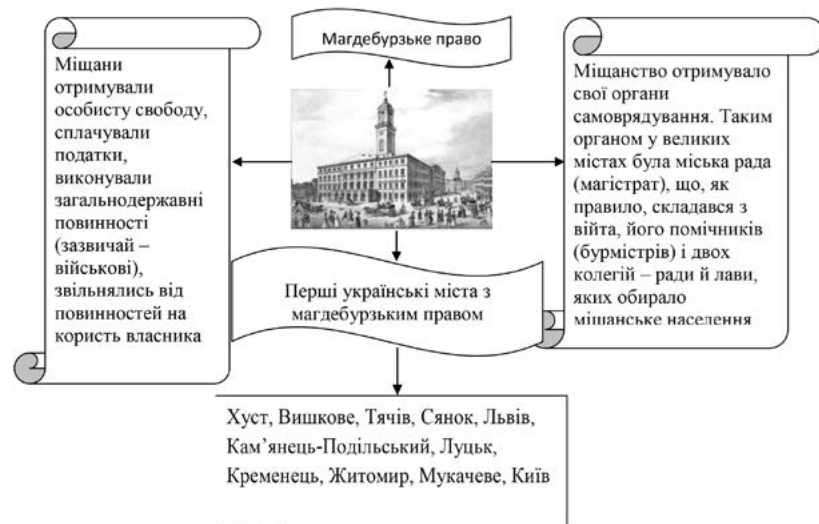 Магдебурзьке право
Міщани
отримували
особисту свободу,
сплачували
податки,
виконували
загальнодержавні
повинності
(зазвичай –
військові),
звільнялись від
повинностей на
користь власника
Міщанство отримувало
свої органи
самоврядування. Таким
органом у великих
містах була міська рада
(магістрат), що, як
правило, складався з
війта, його помічників
(бурмістрів) і двох
колегій – ради й лави,
яких обирало
міщанське населення
Перші українські міста з
магдебурзьким правом
Хуст, Вишкове, Тячів, Сянок, Львів,
Кам’янець-Подільський, Луцьк,
Кременець, Житомир, Мукачеве, Київ